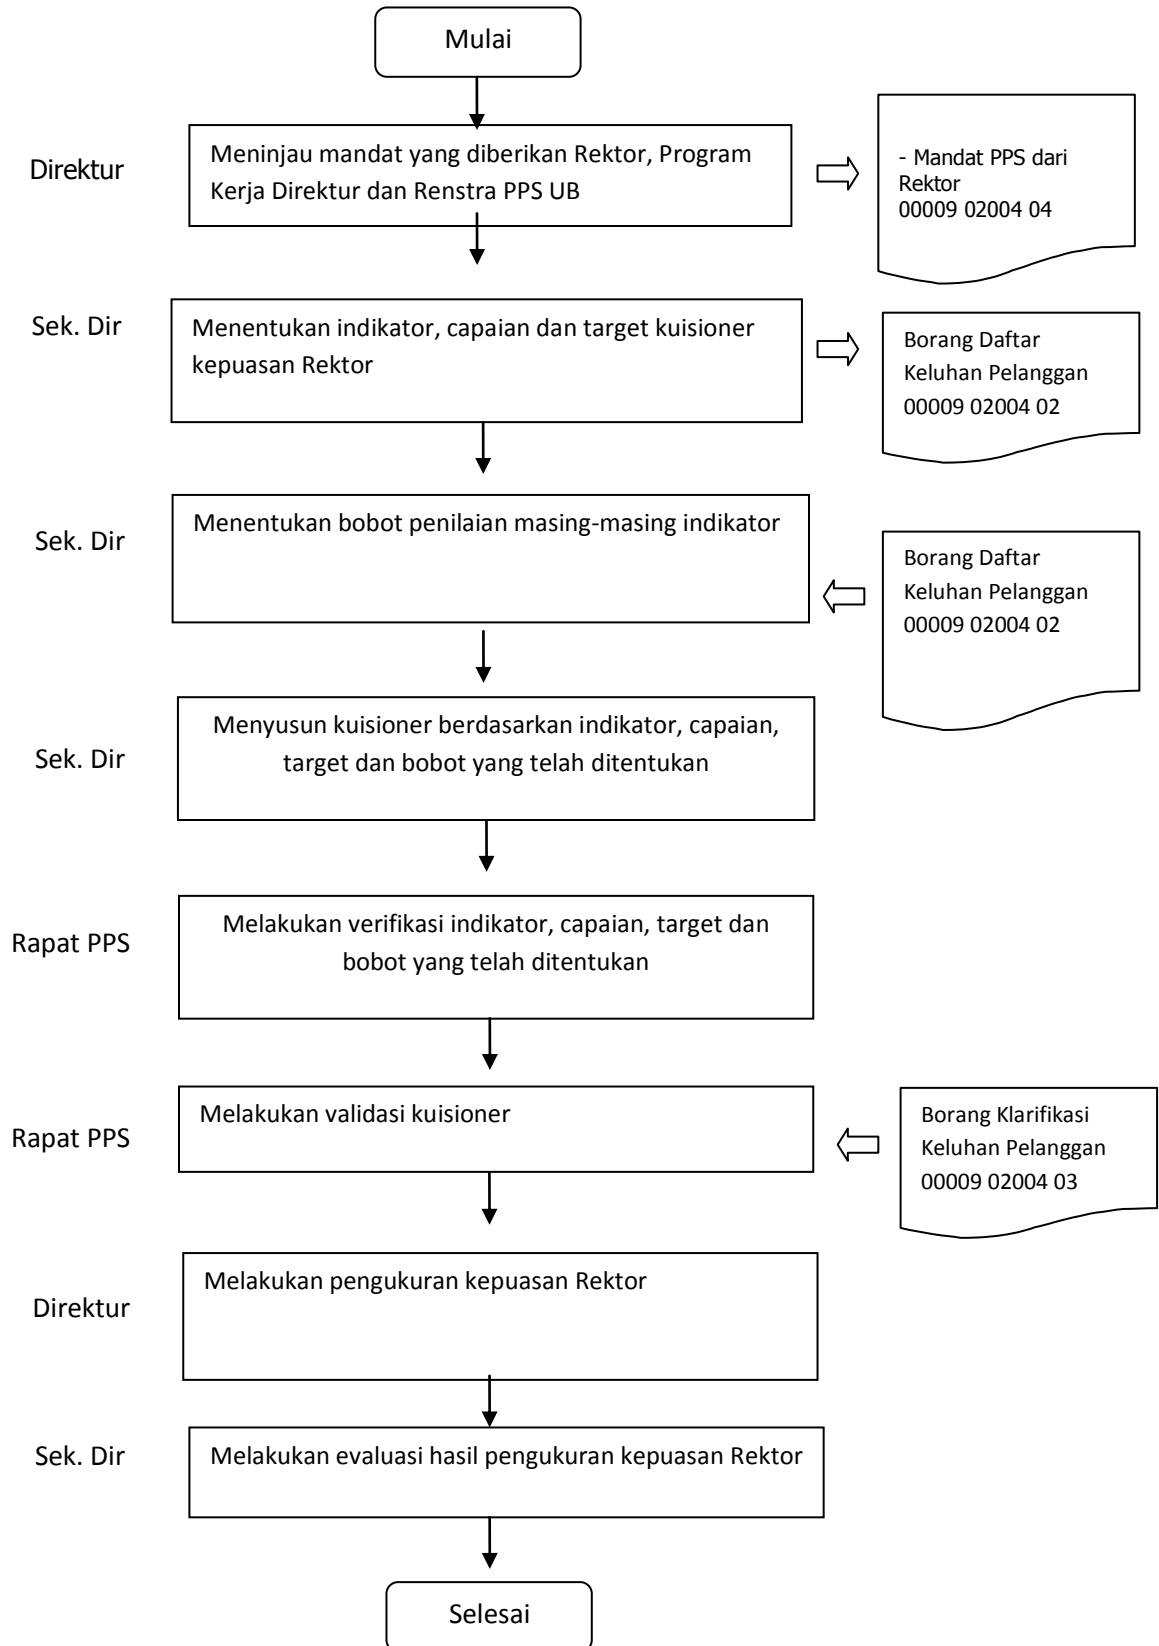 Mulai
Direktur
Meninjau mandat yang diberikan Rektor, Program
Kerja Direktur dan Renstra PPS UB
- Mandat PPS dari
Rektor
00009 02004 04
Sek. Dir
Menentukan indikator, capaian dan target kuisioner
kepuasan Rektor
Borang Daftar
Keluhan Pelanggan
00009 02004 02
Sek. Dir
Menentukan bobot penilaian masing-masing indikator
Borang Daftar
Keluhan Pelanggan
00009 02004 02
Sek. Dir
Menyusun kuisioner berdasarkan indikator, capaian,
target dan bobot yang telah ditentukan
Rapat PPS
Melakukan verifikasi indikator, capaian, target dan
bobot yang telah ditentukan
Rapat PPS
Melakukan validasi kuisioner
Borang Klarifikasi
Keluhan Pelanggan
00009 02004 03
Direktur
Melakukan pengukuran kepuasan Rektor
Sek. Dir
Melakukan evaluasi hasil pengukuran kepuasan Rektor
Selesai